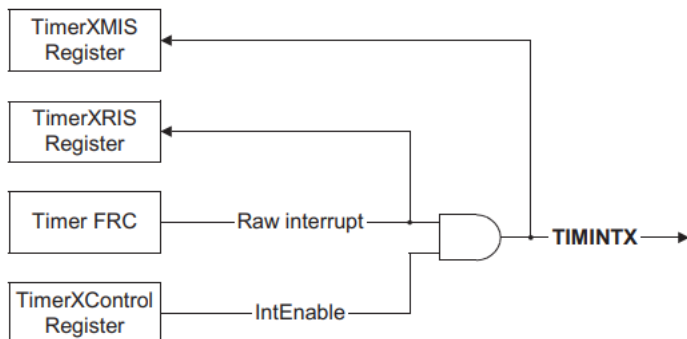 TimerXMIS
Register
TimerXRIS
Register
Timer FRC
Raw interrupt
TIMINTX
TimerXControl
Register
IntEnable